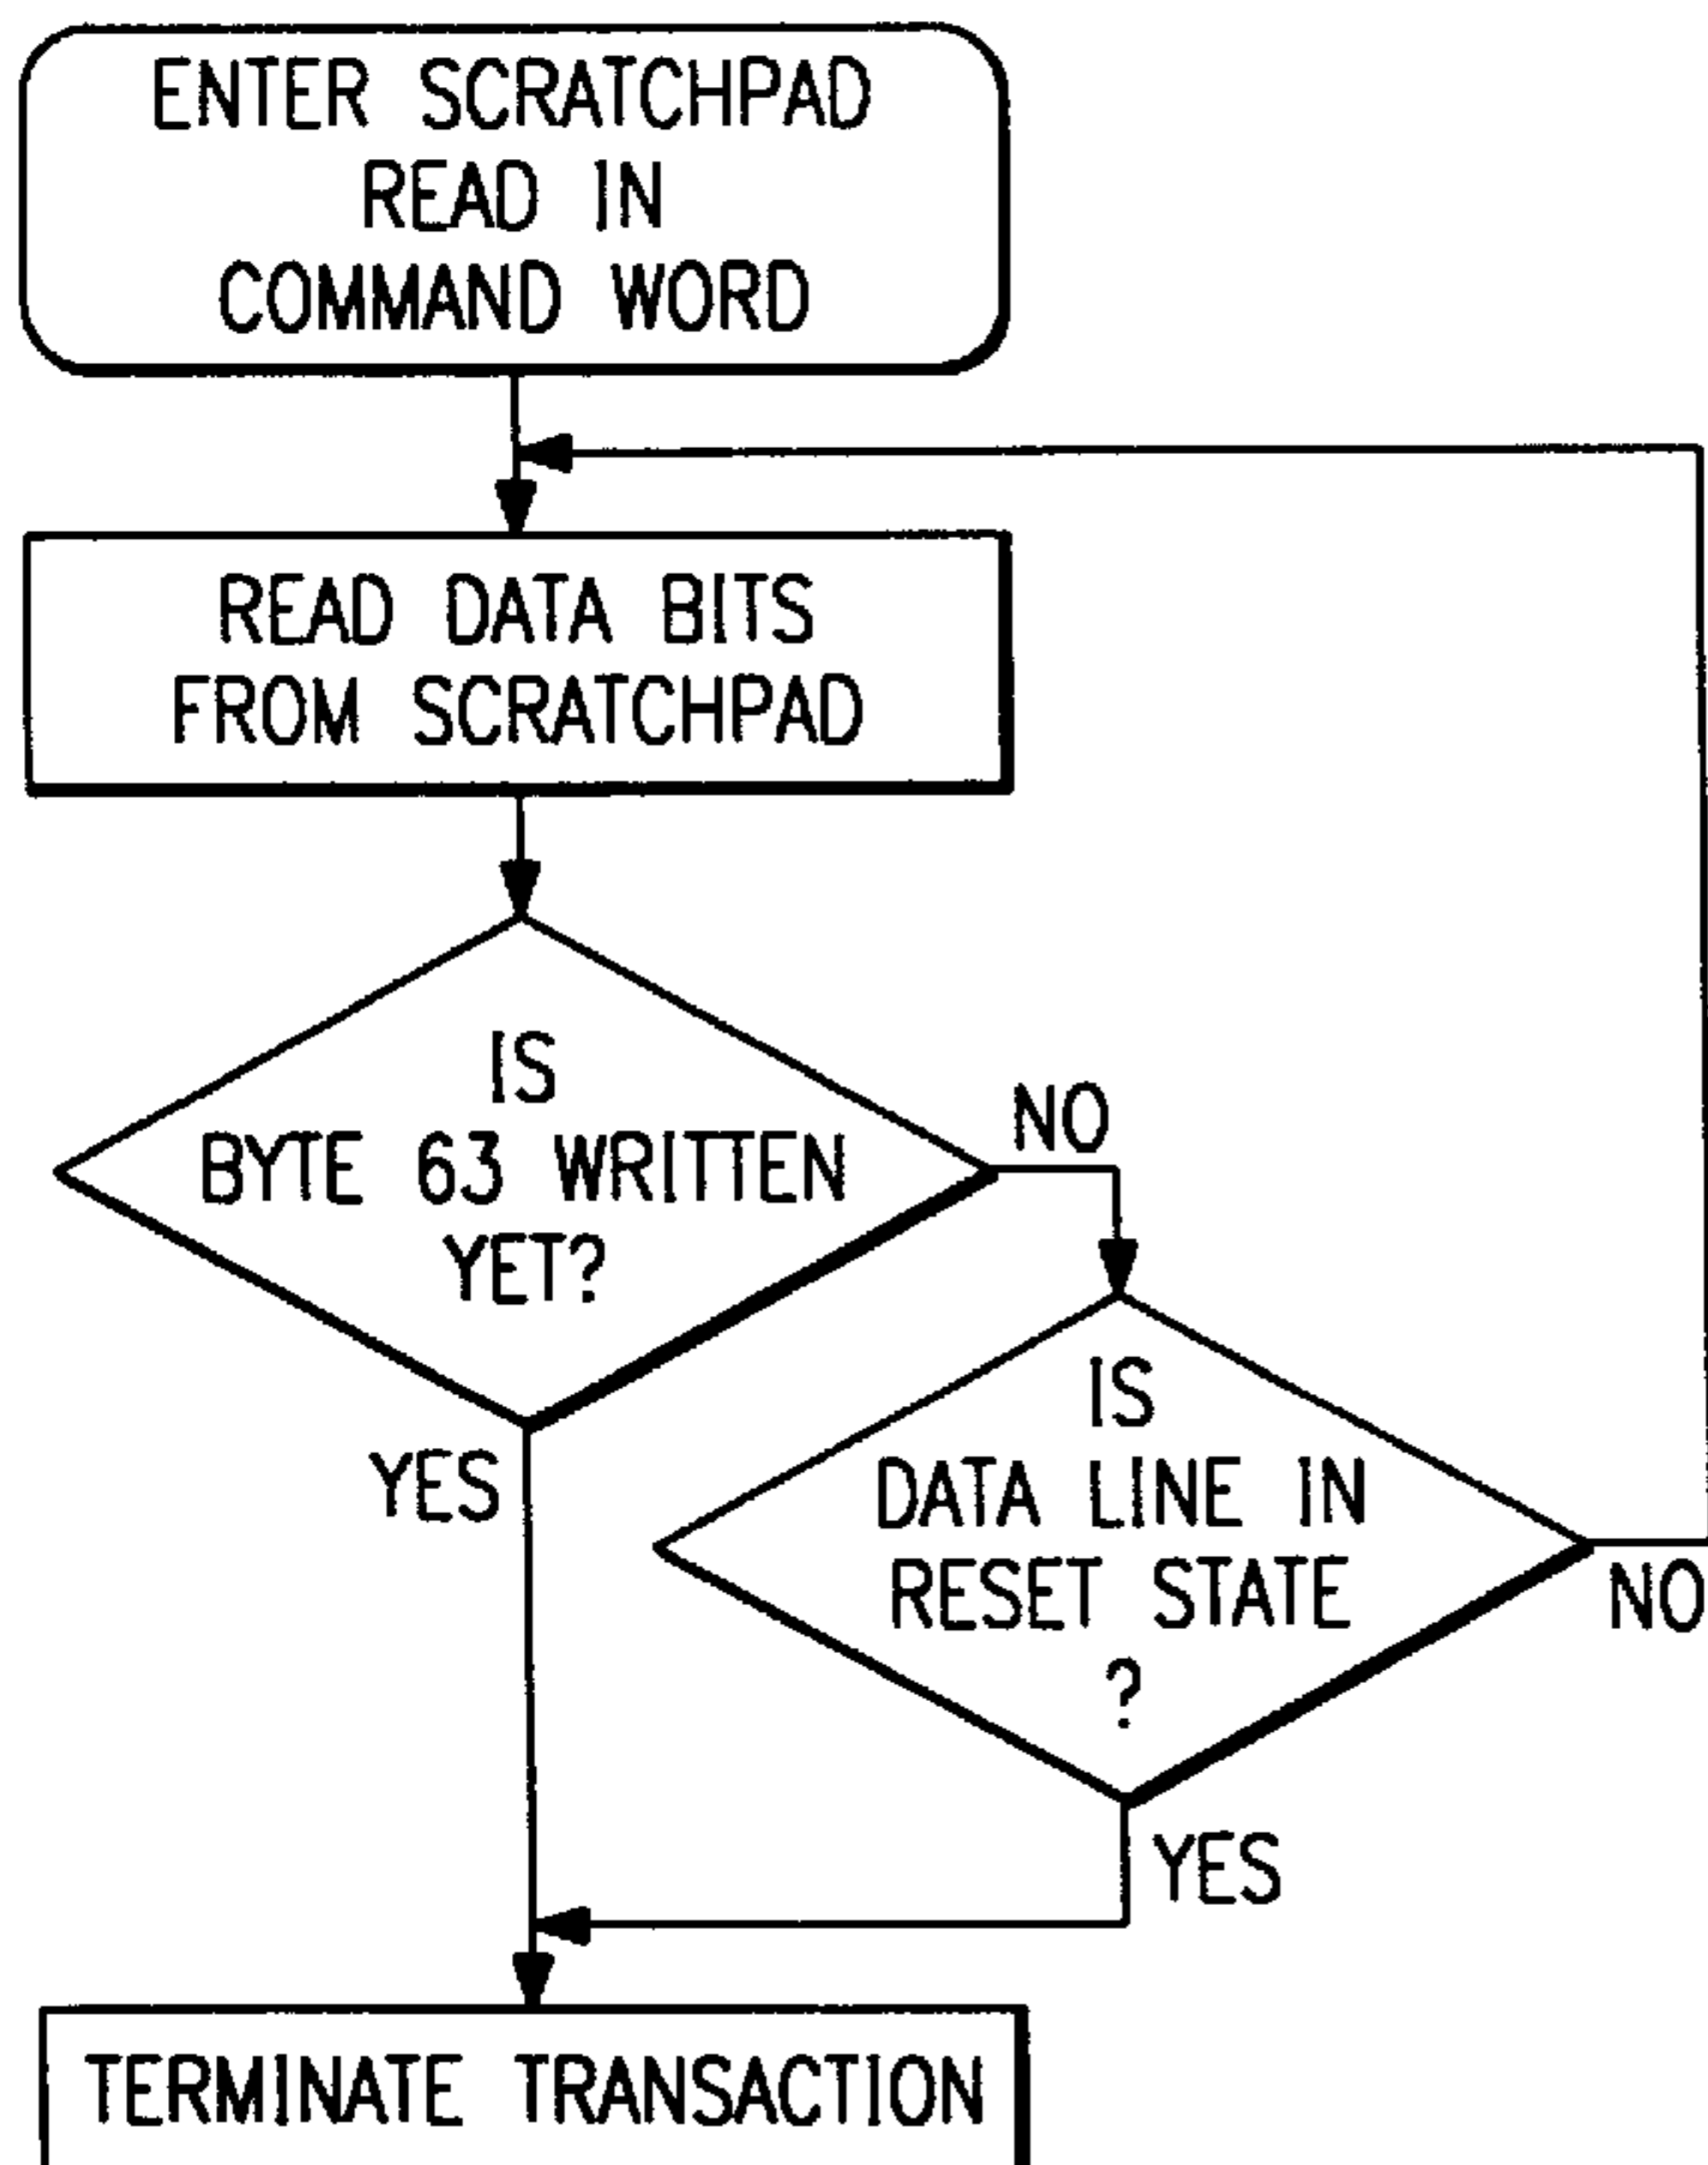 ENTER SCRATCHPAD
READ IN
COMMAND WORD
READ DATA BITS
FROM SCRATCHPAD
IS
BYTE 63 WRITTEN
YET?
NO
YES
IS
DATA LINE IN
RESET STATE
?
NO
YES
TERMINATE TRANSACTION